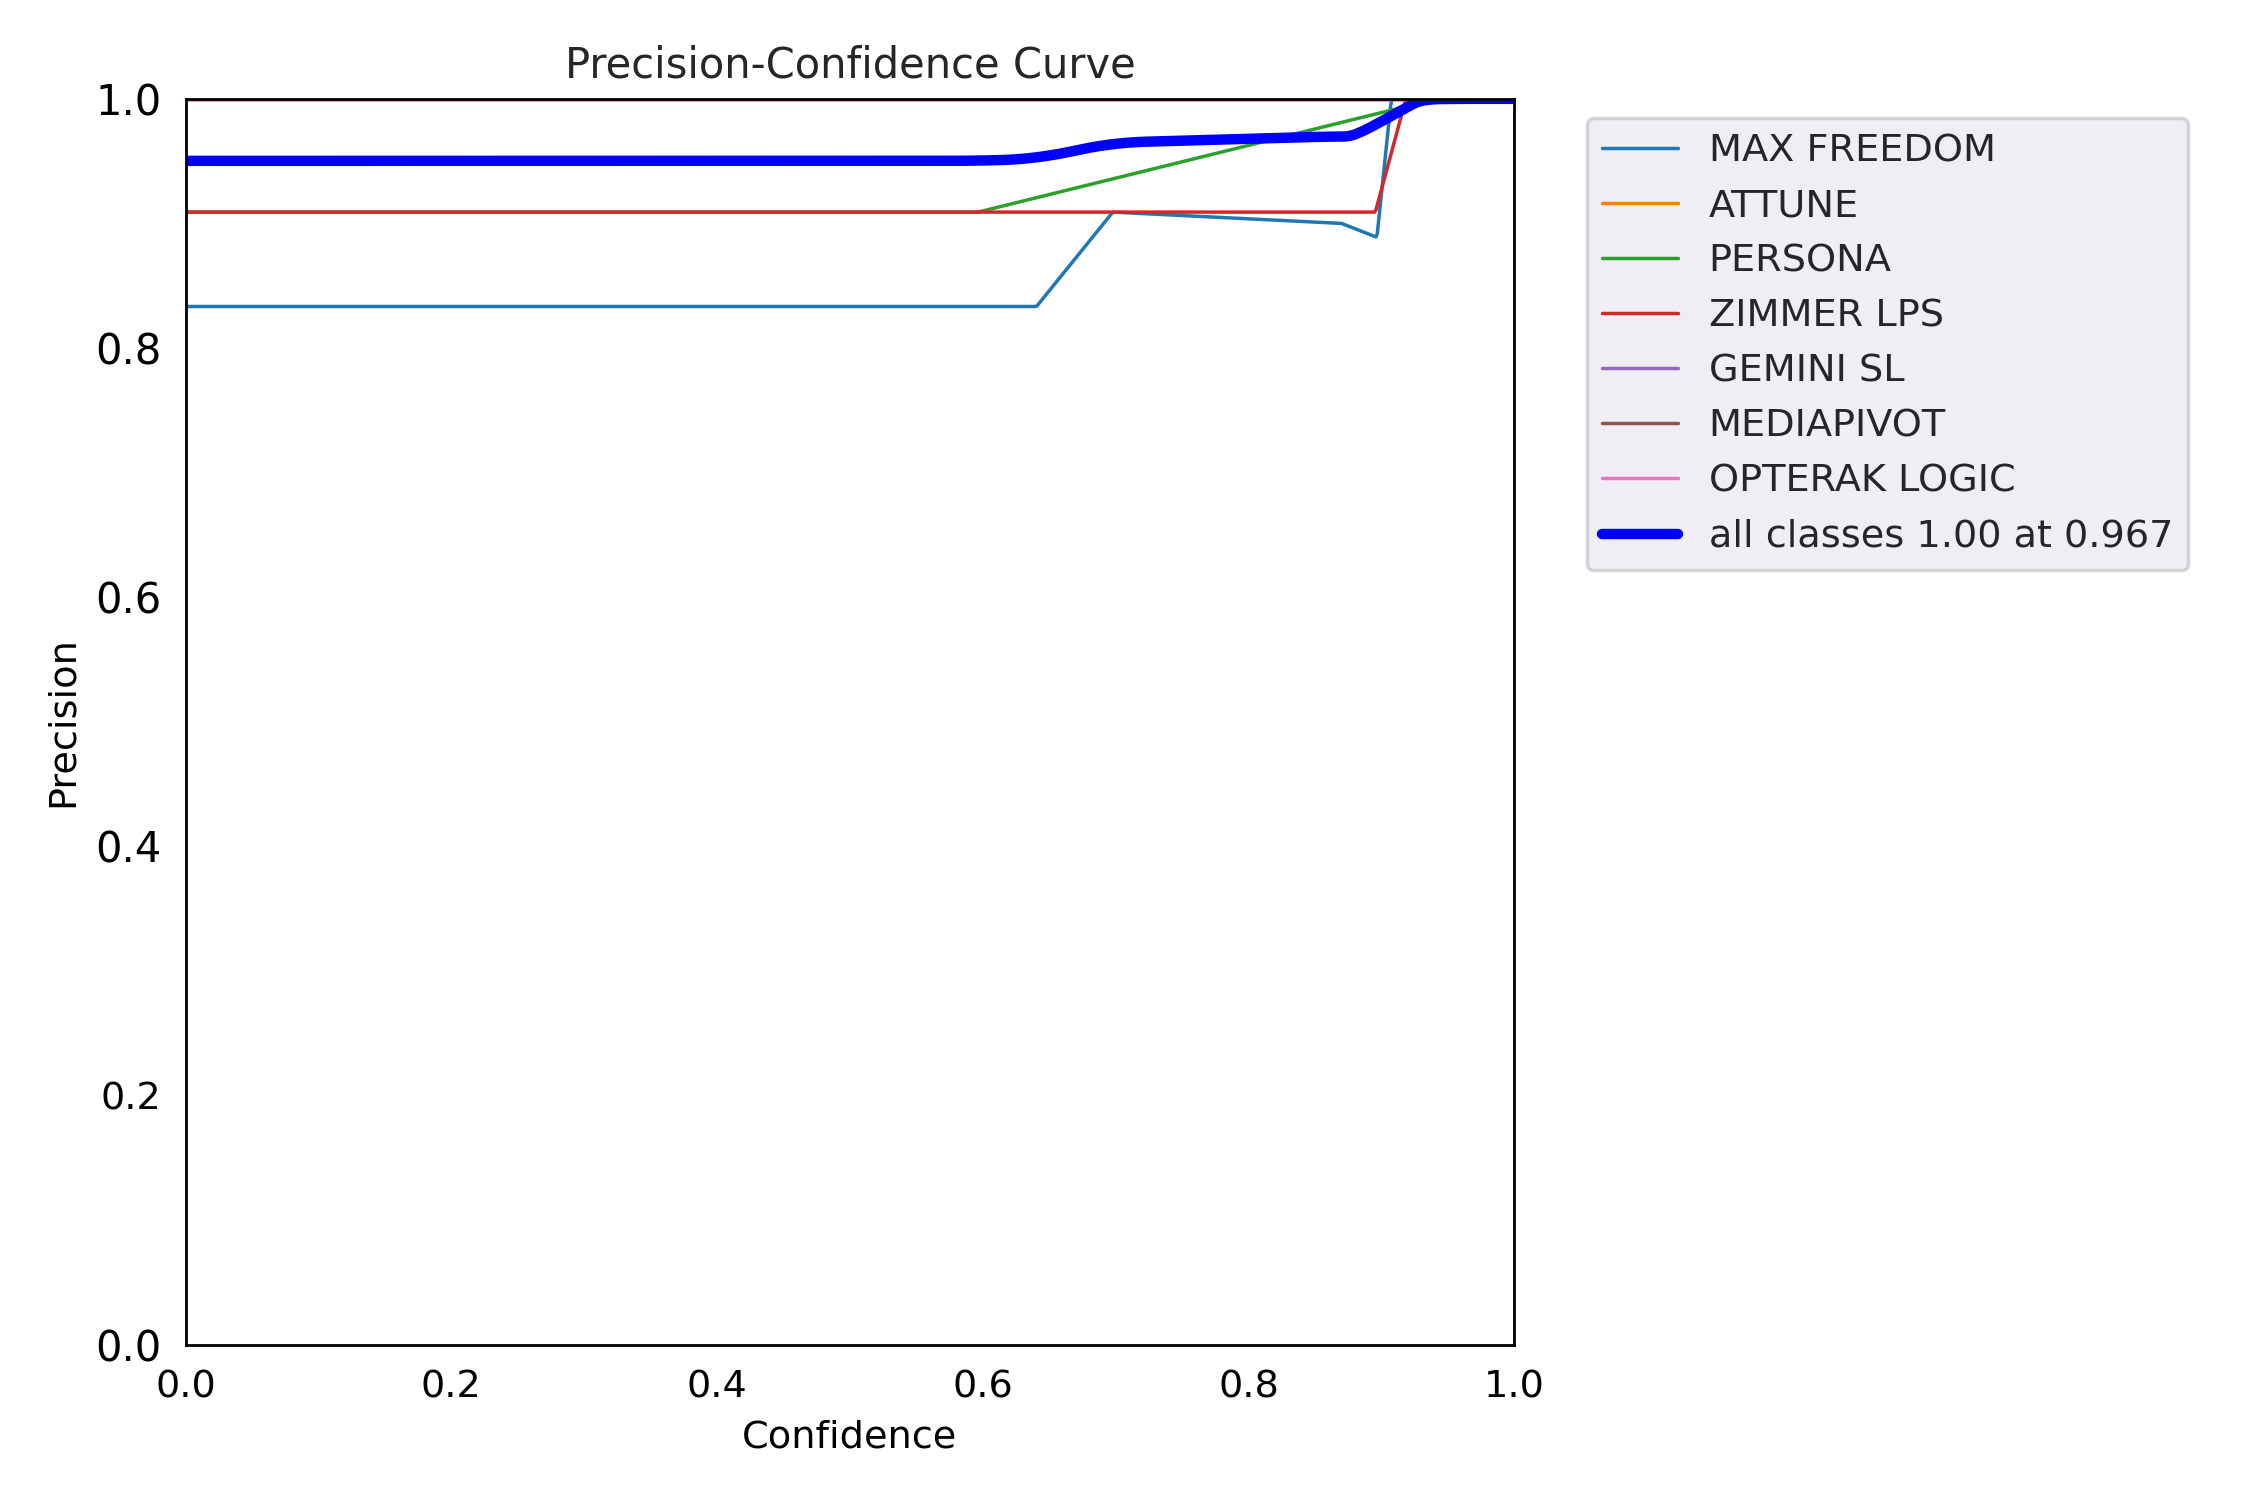 Precision-Confidence Curve
1.0
0.8
0.6
0.4
0.2
0.0
Precision
0.0 0.2 0.4 0.6 0.8 1.0
Confidence
MAX FREEDOM
ATTUNE
PERSONA
ZIMMER LPS
GEMINI SL
MEDIAPIVOT
OPTERAK LOGIC
all classes 1.00 at 0.967